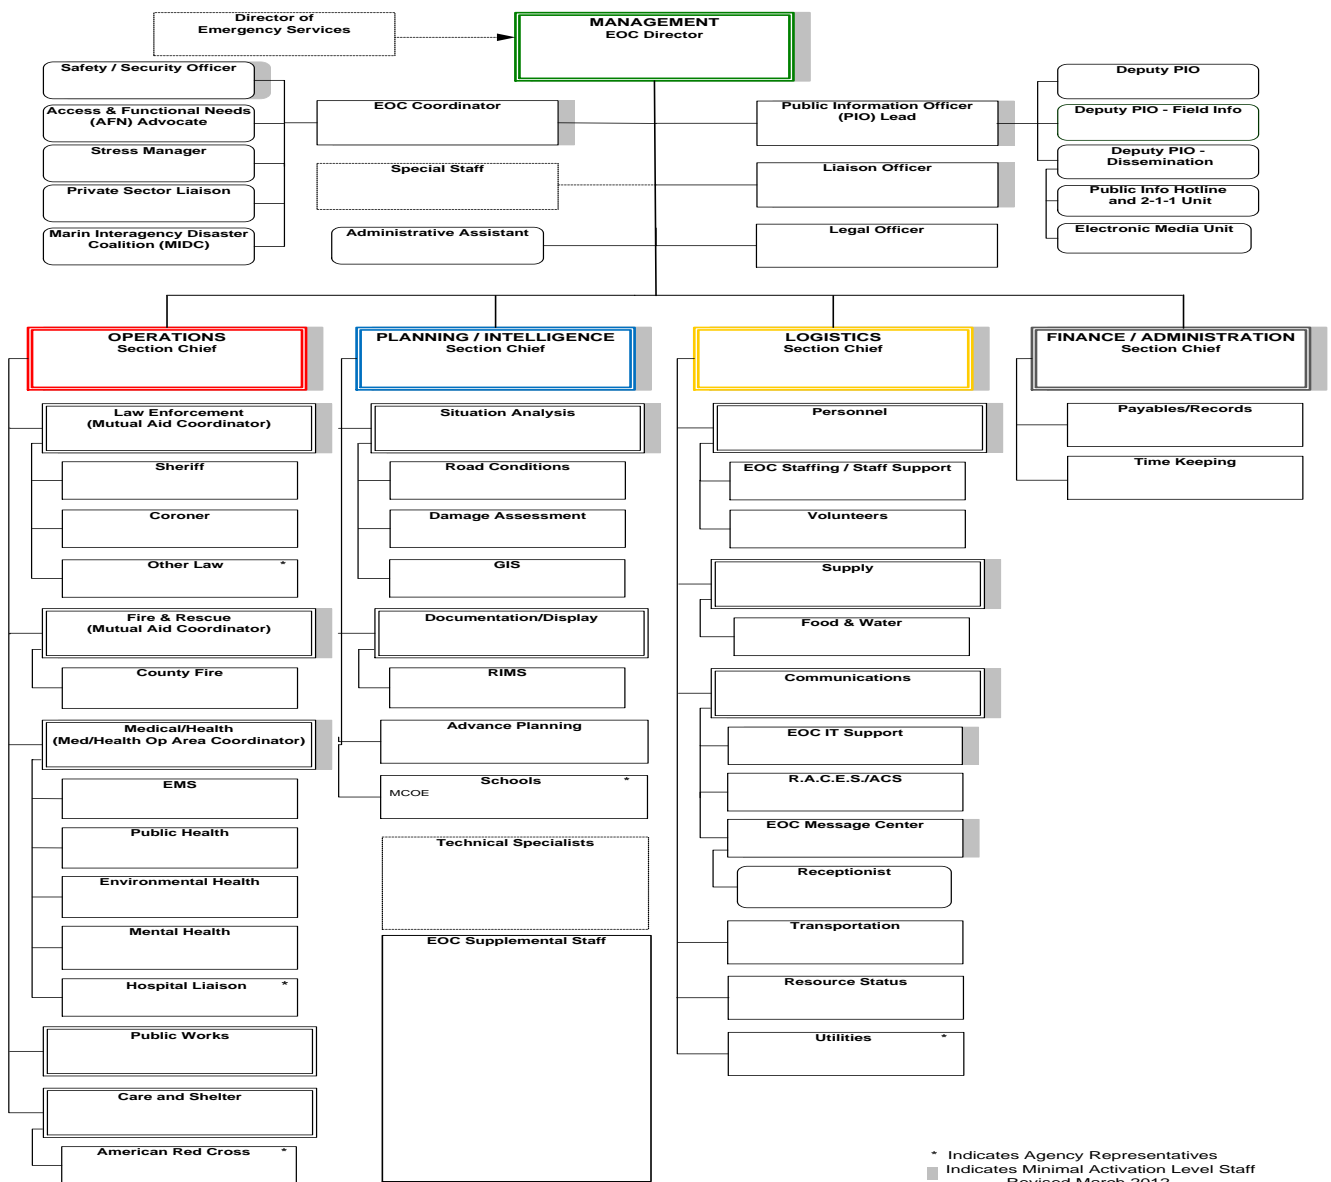 Director of
Emergency Services
MANAGEMENT
EOC Director
Safety / Security Officer
Access & Functional Needs
(AFN) Advocate
Stress Manager
Private Sector Liaison
Marin Interagency Disaster
Coalition (MIDC)
EOC Coordinator
Special Staff
Administrative Assistant
Public Information Officer
(PIO) Lead
Liaison Officer
Legal Officer
Deputy PIO
Deputy PIO - Field Info
Deputy PIO -
Dissemination
Public Info Hotline
and 2-1-1 Unit
Electronic Media Unit
OPERATIONS
Section Chief
Law Enforcement
(Mutual Aid Coordinator)
Sheriff
Coroner
Other Law *
Fire & Rescue
(Mutual Aid Coordinator)
County Fire
Medical/Health
(Med/Health Op Area Coordinator)
EMS
Public Health
Environmental Health
Mental Health
Hospital Liaison *
Public Works
Care and Shelter
American Red Cross *
PLANNING / INTELLIGENCE
Section Chief
Situation Analysis
Road Conditions
Damage Assessment
GIS
Documentation/Display
RIMS
Advance Planning
Schools *
MCOE
Technical Specialists
EOC Supplemental Staff
LOGISTICS
Section Chief
Personnel
EOC Staffing / Staff Support
Volunteers
Supply
Food & Water
Communications
EOC IT Support
R.A.C.E.S./ACS
EOC Message Center
Receptionist
Transportation
Resource Status
Utilities *
FINANCE / ADMINISTRATION
Section Chief
Payables/Records
Time Keeping
* Indicates Agency Representatives
Indicates Minimal Activation Level Staff
Revised March 2012